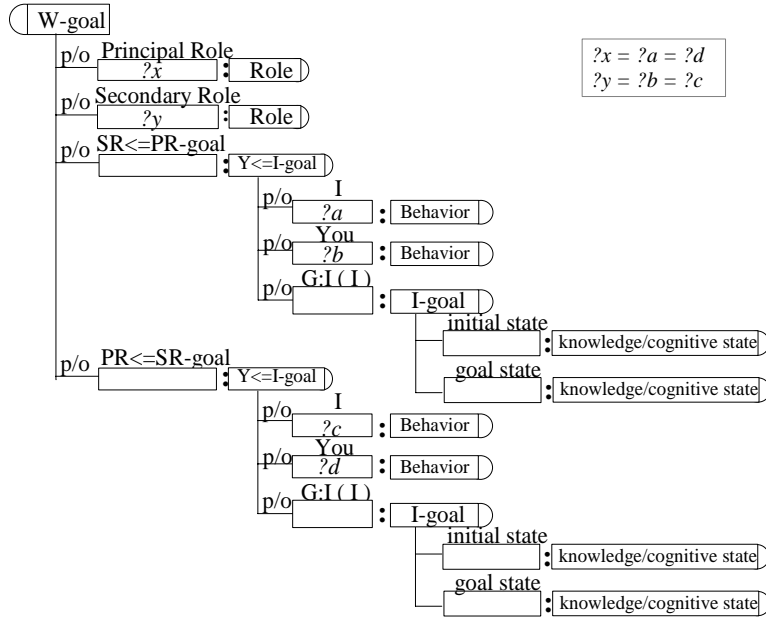 W-goal
p/o Principal Role
?x : Role
?x = ?a = ?d
?y = ?b = ?c
p/o Secondary Role
?y : Role
p/o SR<=PR-goal
: Y<=I-goal
p/o I
?a : Behavior
p/o You
?b : Behavior
p/o G:I ( I )
: I-goal
initial state
: knowledge/cognitive state
goal state
: knowledge/cognitive state
p/o PR<=SR-goal
: Y<=I-goal
p/o I
?c : Behavior
p/o You
?d : Behavior
p/o G:I ( I )
: I-goal
initial state
: knowledge/cognitive state
goal state
: knowledge/cognitive state